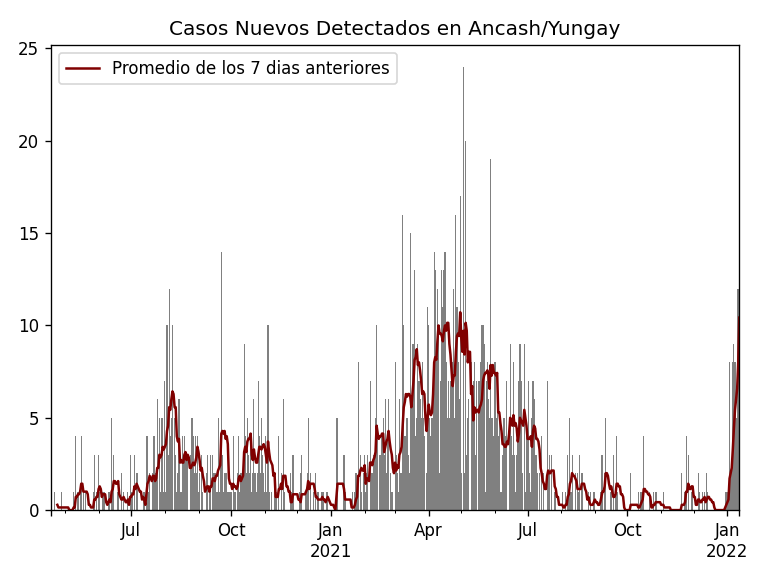 Casos Nuevos Detectados en Ancash/Yungay
Promedio de los 7 dias anteriores
25
20
15
10
5
0
Jul Oct Jan Apr Jul Oct Jan
2021 2022